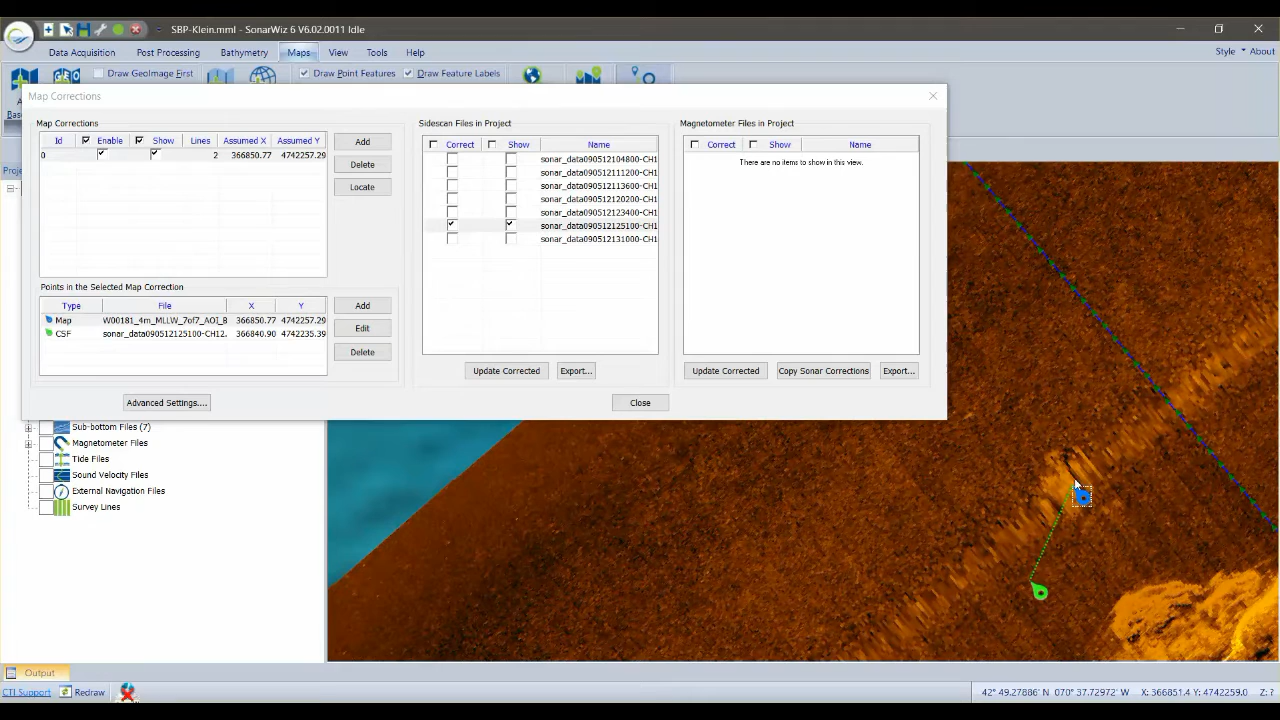 SBP-Klein.mml - SonarWiz 6 V6.02.0011 Idle
Data Acquisition Post Processing Bathymetry Maps View Tools Help Style About
Draw GeoImage First Draw Point Features Draw Feature Labels
Map Corrections
Map Corrections
Id Enable Show Lines Assumed X Assumed Y
0 2 366850.77 4742257.29
Add
Delete
Locate
Points in the Selected Map Correction
Type File X Y
Map W00181_4m_MLLW_7of7_AOI_B 366850.77 4742257.29
CSF sonar_data090512125100-CH12. 366840.90 4742235.39
Add
Edit
Delete
Advanced Settings....
Sidescan Files in Project
Correct Show Name
sonar_data090512104800-CH1
sonar_data090512111200-CH1
sonar_data090512113600-CH1
sonar_data090512120200-CH1
sonar_data090512123400-CH1
sonar_data090512125100-CH1
sonar_data090512131000-CH1
Update Corrected Export...
Close
Magnetometer Files in Project
Correct Show Name
There are no items to show in this view.
Update Corrected Copy Sonar Corrections Export...
Sub-bottom Files (7)
Magnetometer Files
Tide Files
Sound Velocity Files
External Navigation Files
Survey Lines
Output
CTI Support Redraw
42° 49.27886' N 070° 37.72972' W X: 366851.4 Y: 4742259.0 Z: ?